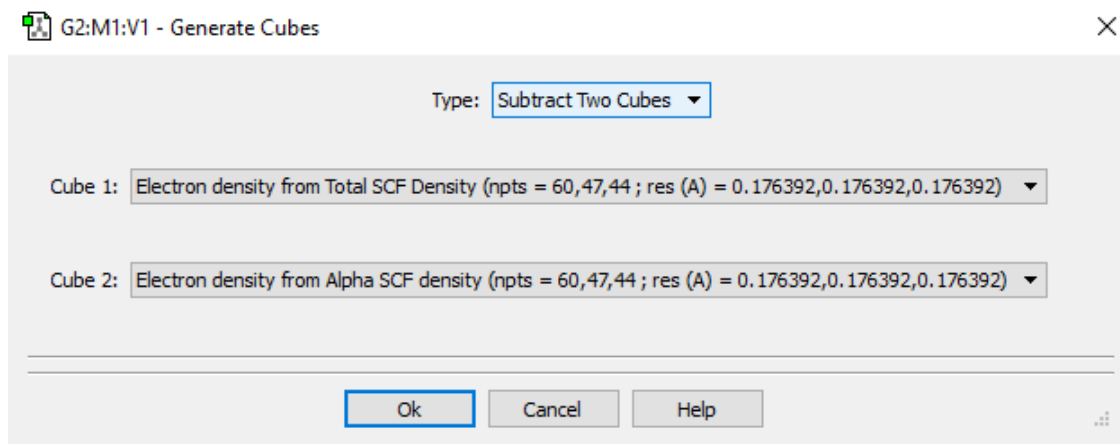 G2:M1:V1 - Generate Cubes
Type: Subtract Two Cubes
Cube 1: Electron density from Total SCF Density (npts = 60,47,44 ; res (A) = 0.176392,0.176392,0.176392)
Cube 2: Electron density from Alpha SCF density (npts = 60,47,44 ; res (A) = 0.176392,0.176392,0.176392)
Ok Cancel Help